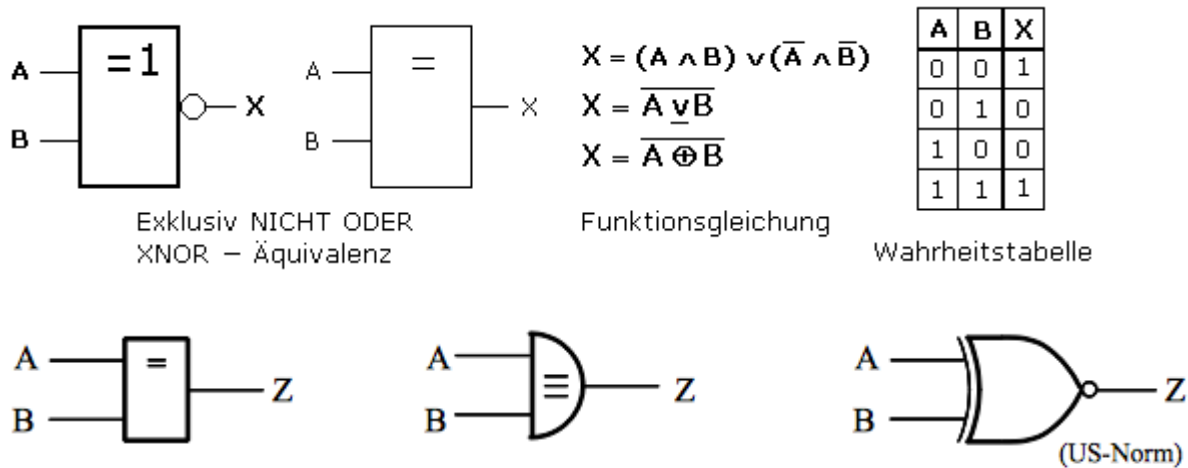 A
B
=1
X
A
B
=
X
Exklusiv NICHT ODER
XNOR – Äquivalenz
X = (A ∧ B) ∨ (A̅ ∧ B̅)
X = A̅ ̅⊻̅ ̅B̅
X = A̅ ̅⊕̅ ̅B̅
Funktionsgleichung
A B X
0 0 1
0 1 0
1 0 0
1 1 1
Wahrheitstabelle
A
B
=
Z
A
B
≡
Z
A
B
Z
(US-Norm)